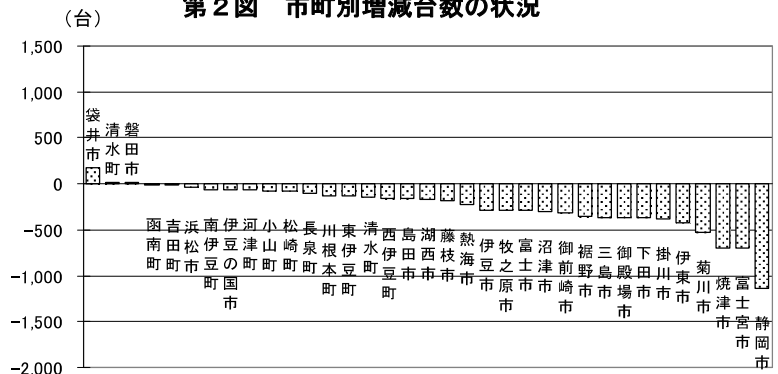 第２図　市町別増減台数の状況
（台）
1,500
1,000
500
0
−500
−1,000
−1,500
−2,000
袋井市
清水町
磐田市
函南町
吉田町
浜松市
南伊豆町
伊豆の国市
河津町
小山町
松崎町
長泉町
川根本町
東伊豆町
清水町
西伊豆町
島田市
湖西市
藤枝市
熱海市
伊豆市
牧之原市
富士市
沼津市
御前崎市
裾野市
三島市
御殿場市
下田市
掛川市
伊東市
菊川市
焼津市
富士宮市
静岡市